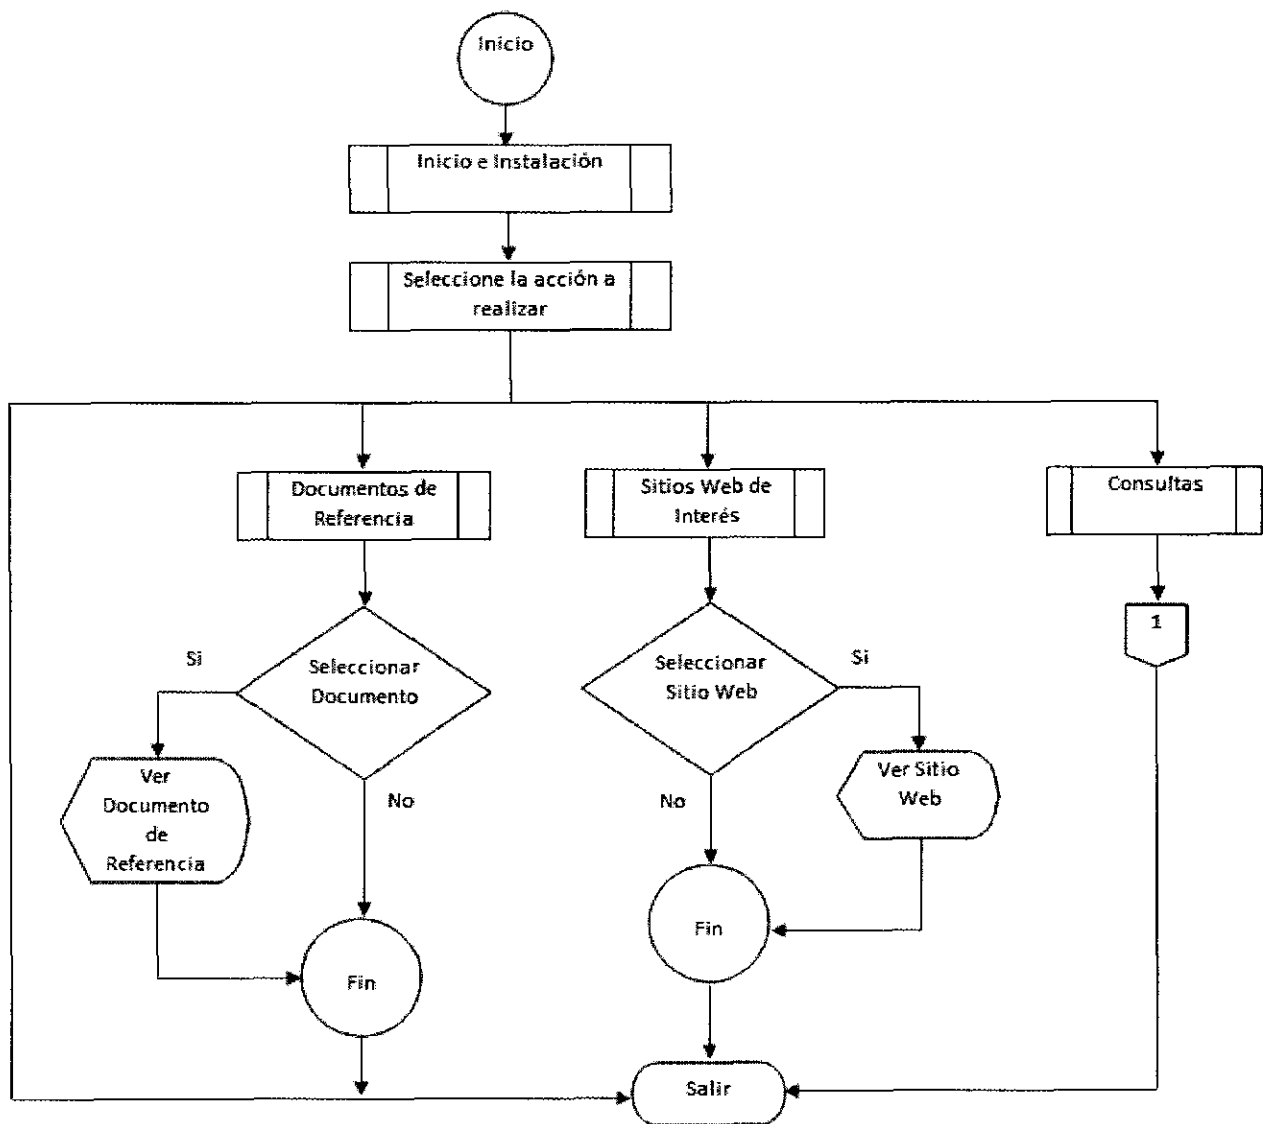 Inicio
Inicio e Instalación
Seleccione la acción a
realizar
Documentos de
Referencia
Sitios Web de
Interés
Consultas
1
Si
Seleccionar
Documento
Seleccionar
Sitio Web
Si
Ver
Documento
de
Referencia
No
No
Ver Sitio
Web
Fin
Fin
Salir